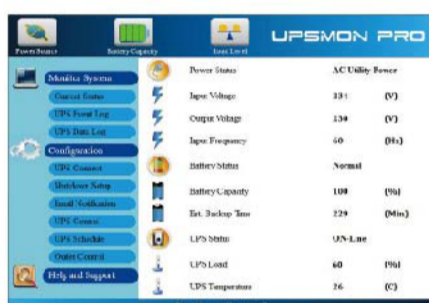 Power Source Battery Capacity Load Level UPSMON PRO
Monitor System
Current Status
UPS Event Log
UPS Data Log
Configuration
UPS Connect
Shutdown Setup
Email Notification
UPS Control
UPS Schedule
Outlet Control
Help and Support
Power Status AC Utility Power
Input Voltage (V)
Output Voltage 130 (V)
Input Frequency 60 (Hz)
Battery Status Normal
Battery Capacity 100 (%)
Est. Backup Time 229 (Min)
UPS Status ON-Line
UPS Load 60 (%)
UPS Temperature 26 (C)